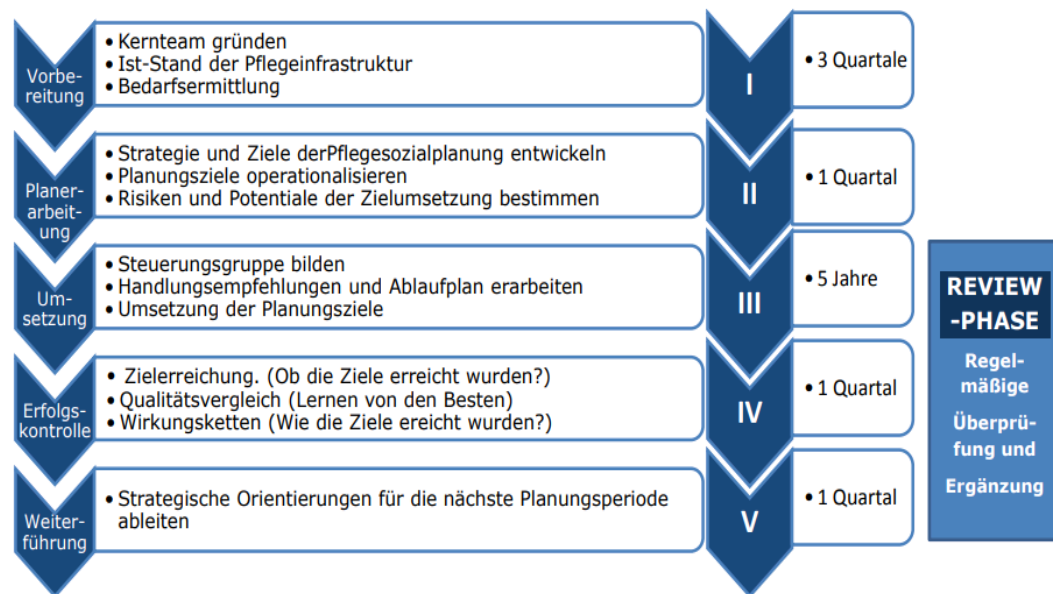 Vorbe-
reitung
• Kernteam gründen
• Ist-Stand der Pflegeinfrastruktur
• Bedarfsermittlung
I
• 3 Quartale
Planer-
arbeit-
ung
• Strategie und Ziele derPflegesozialplanung entwickeln
• Planungsziele operationalisieren
• Risiken und Potentiale der Zielumsetzung bestimmen
II
• 1 Quartal
Um-
setzung
• Steuerungsgruppe bilden
• Handlungsempfehlungen und Ablaufplan erarbeiten
• Umsetzung der Planungsziele
III
• 5 Jahre
Erfolgs-
kontrolle
• Zielerreichung. (Ob die Ziele erreicht wurden?)
• Qualitätsvergleich (Lernen von den Besten)
• Wirkungsketten (Wie die Ziele ereicht wurden?)
IV
• 1 Quartal
Weiter-
führung
• Strategische Orientierungen für die nächste Planungsperiode
ableiten
V
• 1 Quartal
REVIEW
-PHASE
Regel-
mäßige
Überprü-
fung und
Ergänzung